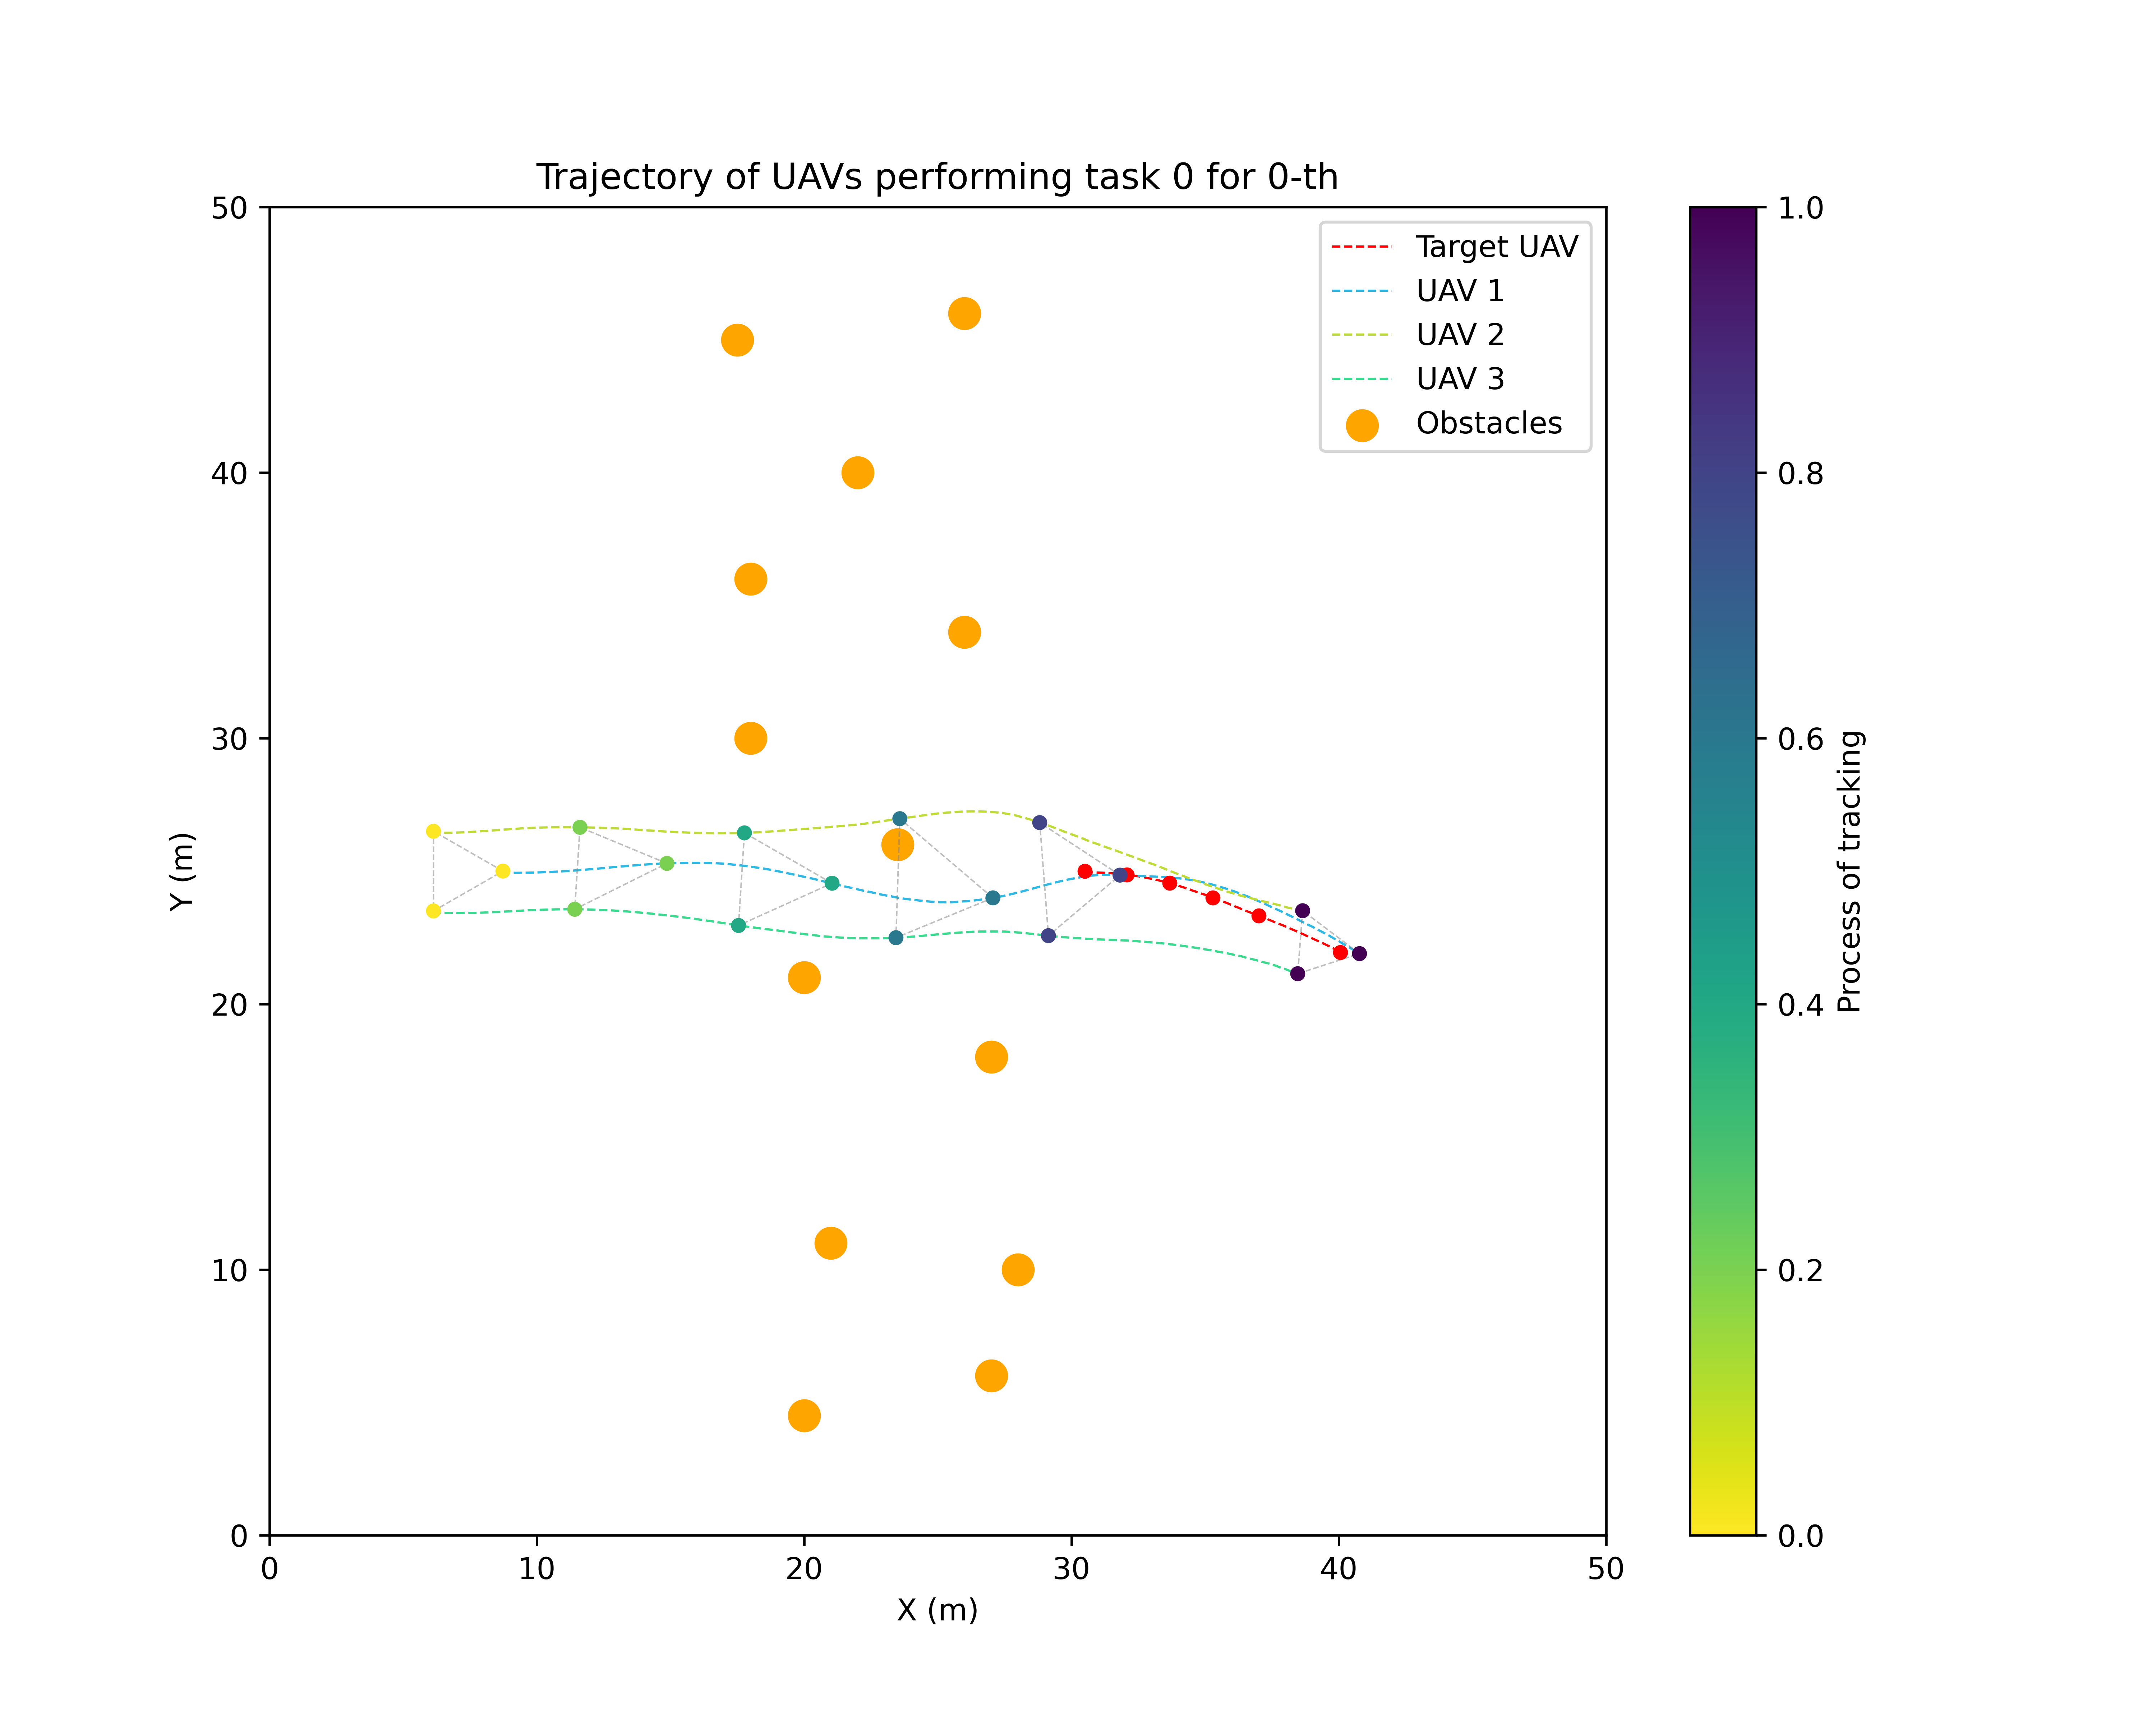 Trajectory of UAVs performing task 0 for 0-th
Target UAV
UAV 1
UAV 2
UAV 3
Obstacles
50
40
30
20
10
0
Y (m)
0
10
20
30
40
50
X (m)
1.0
0.8
0.6
0.4
0.2
0.0
Process of tracking